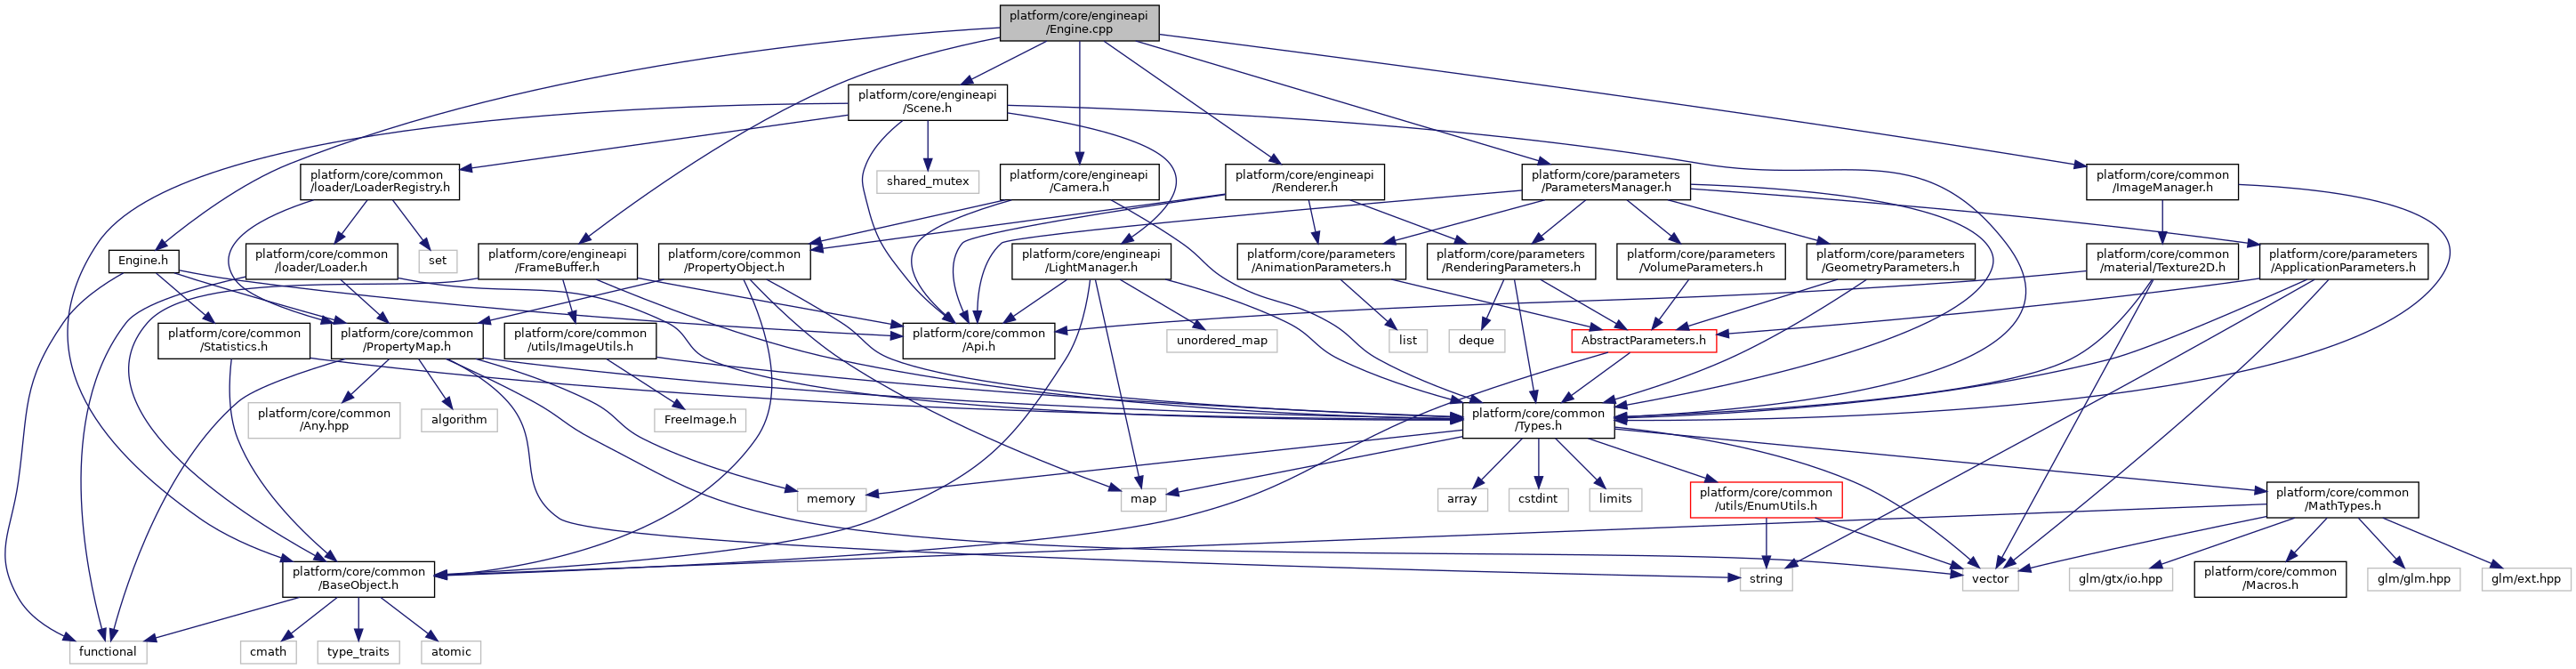 platform/core/engineapi
/Engine.cpp
platform/core/engineapi
/Scene.h
platform/core/common
/loader/LoaderRegistry.h
shared_mutex
platform/core/engineapi
/Camera.h
platform/core/engineapi
/Renderer.h
platform/core/parameters
/ParametersManager.h
platform/core/common
/ImageManager.h
Engine.h
platform/core/common
/loader/Loader.h
set
platform/core/engineapi
/FrameBuffer.h
platform/core/common
/PropertyObject.h
platform/core/engineapi
/LightManager.h
platform/core/parameters
/AnimationParameters.h
platform/core/parameters
/RenderingParameters.h
platform/core/parameters
/VolumeParameters.h
platform/core/parameters
/GeometryParameters.h
platform/core/common
/material/Texture2D.h
platform/core/parameters
/ApplicationParameters.h
platform/core/common
/Statistics.h
platform/core/common
/PropertyMap.h
platform/core/common
/utils/ImageUtils.h
platform/core/common
/Api.h
unordered_map
list
deque
AbstractParameters.h
platform/core/common
/Any.hpp
algorithm
FreeImage.h
platform/core/common
/Types.h
memory
map
array
cstdint
limits
platform/core/common
/utils/EnumUtils.h
platform/core/common
/MathTypes.h
platform/core/common
/BaseObject.h
string
vector
glm/gtx/io.hpp
platform/core/common
/Macros.h
glm/glm.hpp
glm/ext.hpp
functional
cmath
type_traits
atomic